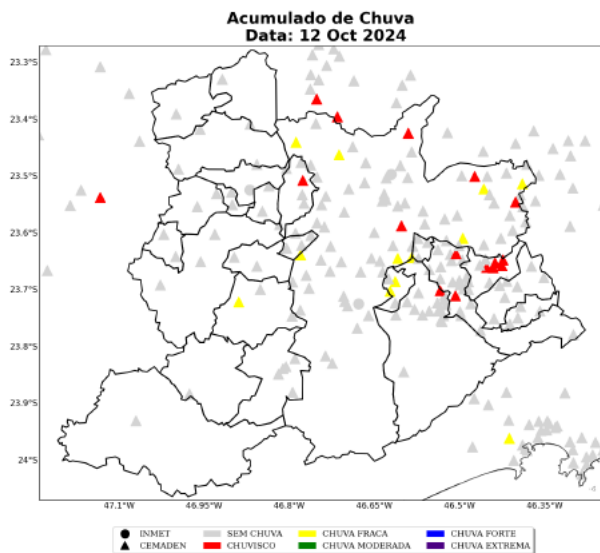 Acumulado de Chuva
Data: 12 Oct 2024
23.3°S
23.4°S
23.5°S
23.6°S
23.7°S
23.8°S
23.9°S
24°S
47.1°W 46.95°W 46.8°W 46.65°W 46.5°W 46.35°W
INMET SEM CHUVA CHUVA FRACA CHUVA FORTE
CEMADEN CHUVISCO CHUVA MODERADA CHUVA EXTREMA